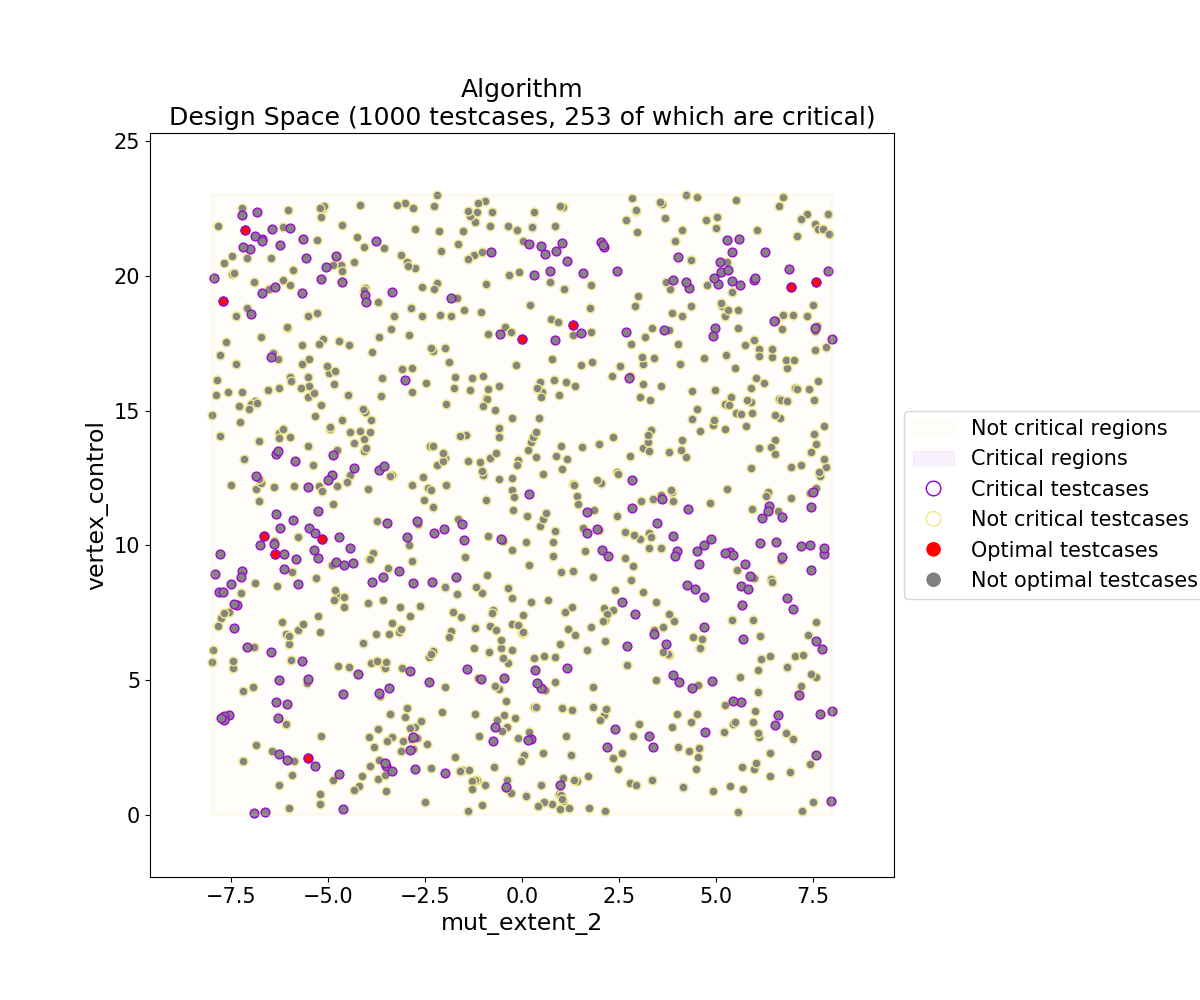 Algorithm
Design Space (1000 testcases, 253 of which are critical)
25
20
15
10
5
0
vertex_control
−7.5
−5.0
−2.5
0.0
2.5
5.0
7.5
mut_extent_2
Not critical regions
Critical regions
Critical testcases
Not critical testcases
Optimal testcases
Not optimal testcases